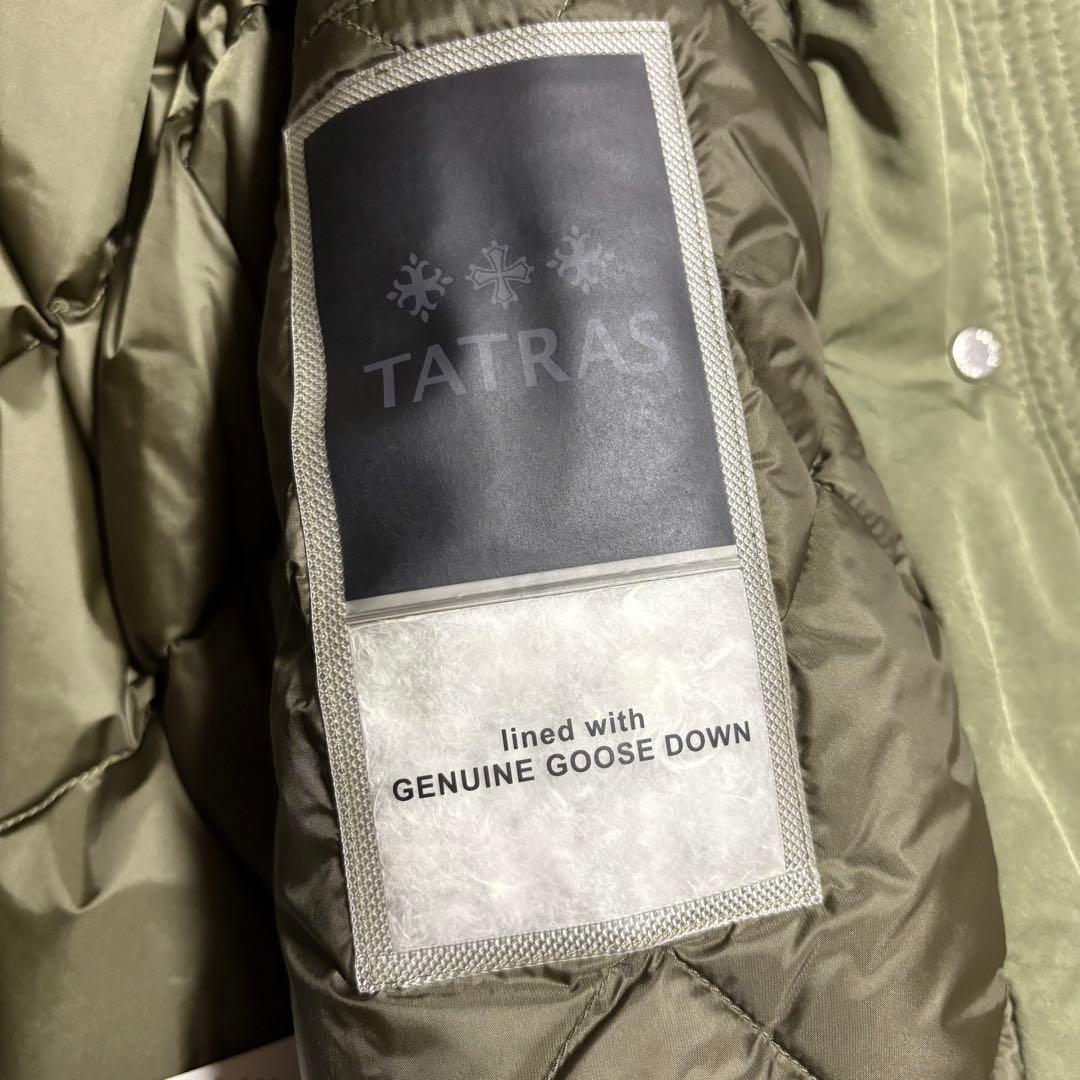 TATRAS
lined with
GENUINE GOOSE DOWN